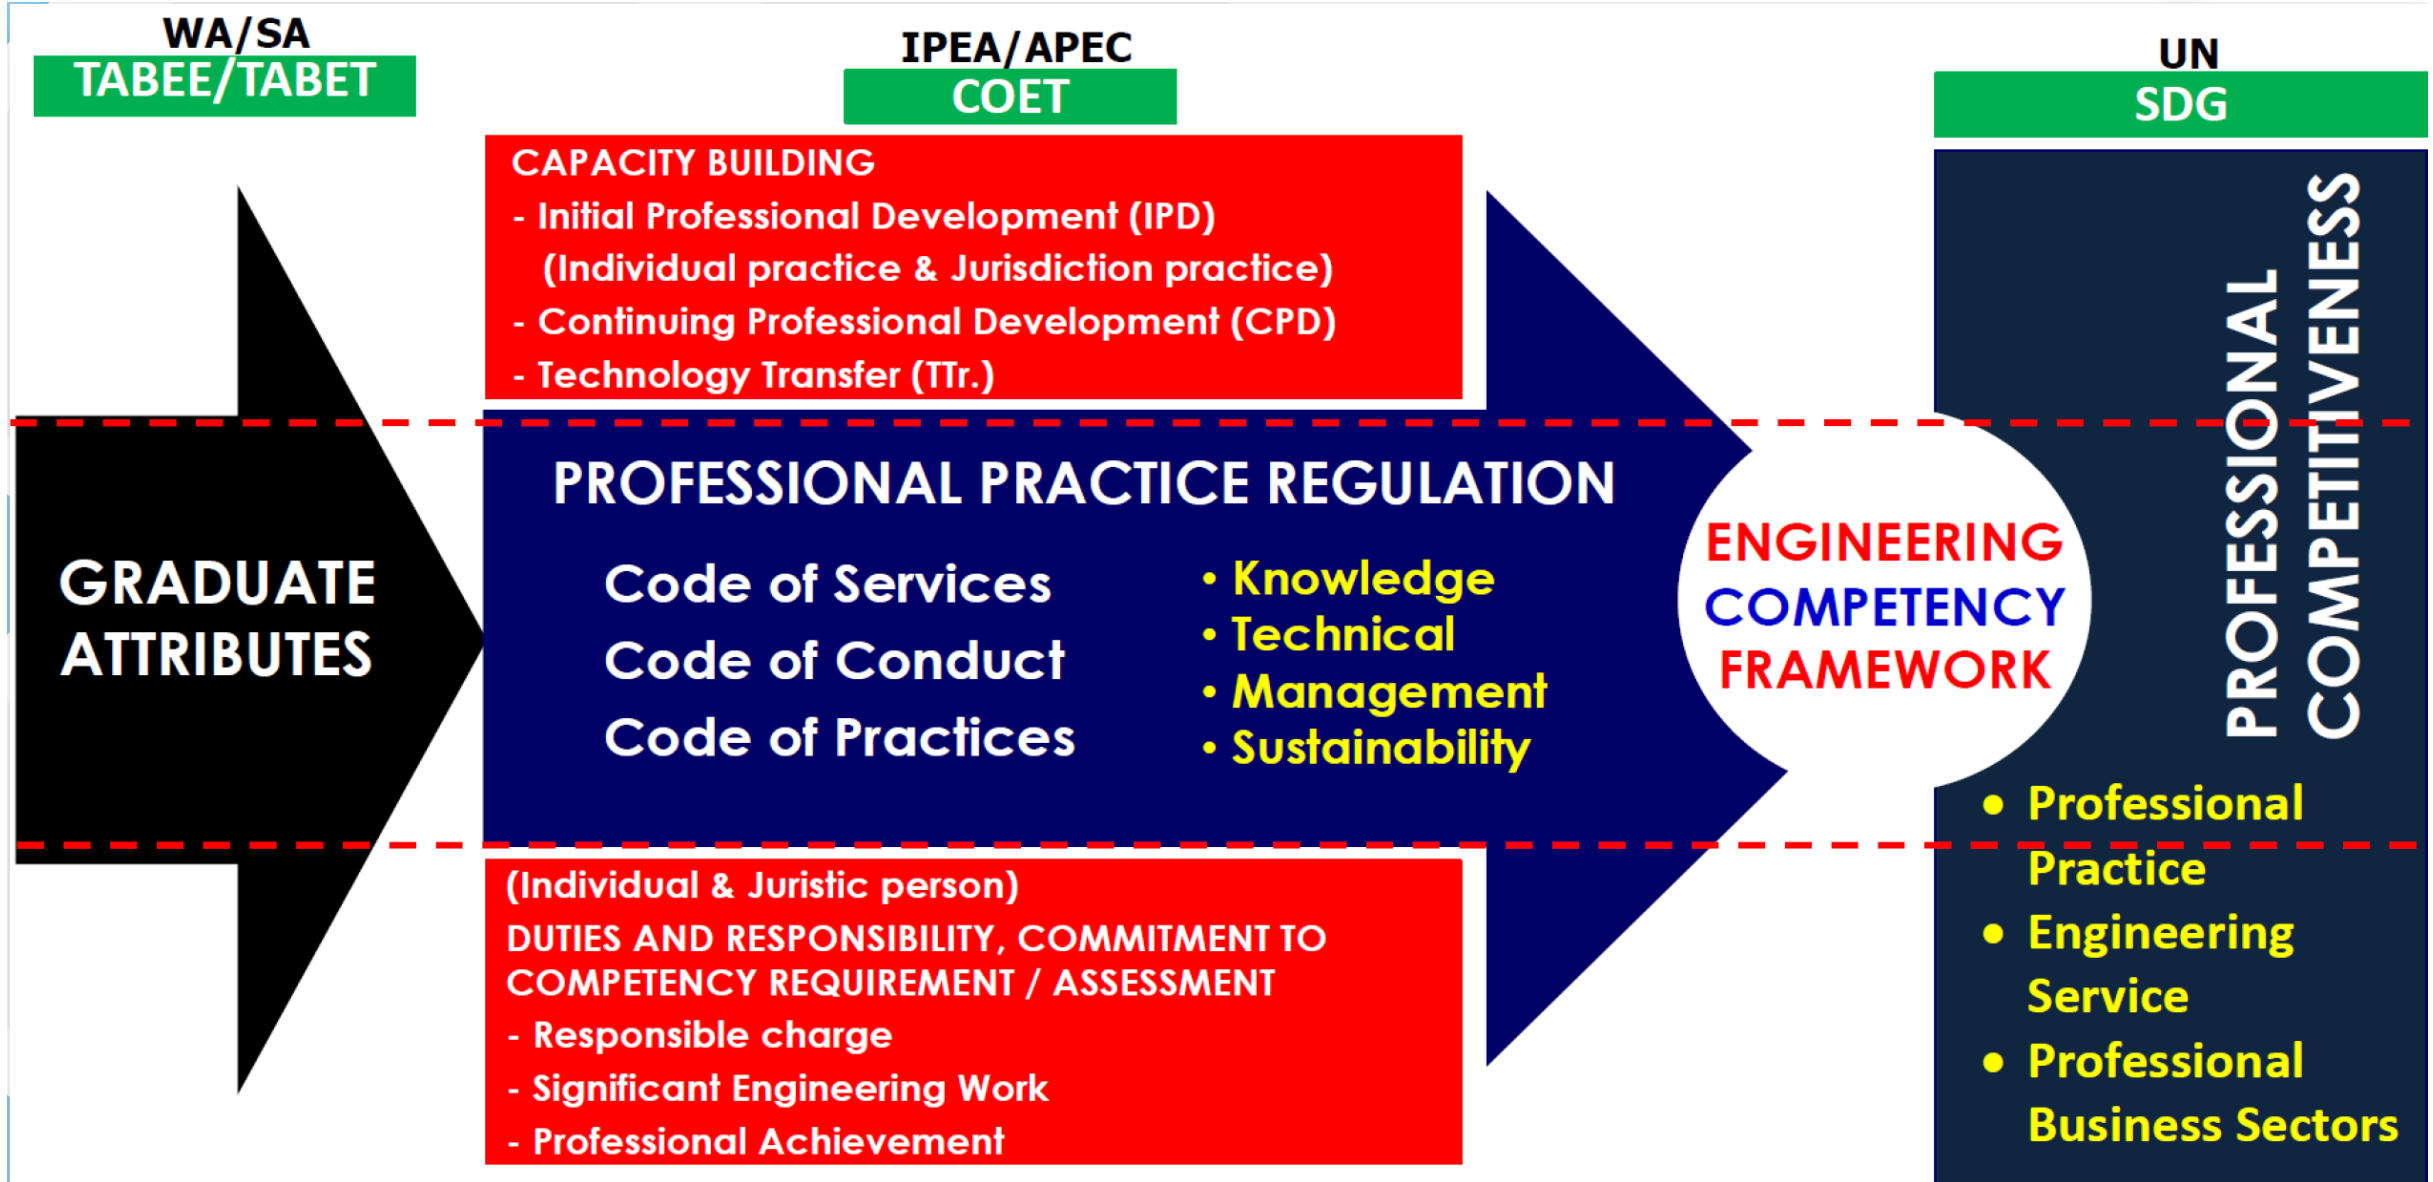 WA/SA
TABEE/TABET
IPEA/APEC
COET
UN
SDG
CAPACITY BUILDING
- Initial Professional Development (IPD)
(Individual practice & Jurisdiction practice)
- Continuing Professional Development (CPD)
- Technology Transfer (TTr.)
GRADUATE
ATTRIBUTES
PROFESSIONAL PRACTICE REGULATION
Code of Services
Code of Conduct
Code of Practices
• Knowledge
• Technical
• Management
• Sustainability
(Individual & Juristic person)
DUTIES AND RESPONSIBILITY, COMMITMENT TO
COMPETENCY REQUIREMENT / ASSESSMENT
- Responsible charge
- Significant Engineering Work
- Professional Achievement
ENGINEERING
COMPETENCY
FRAMEWORK
PROFESSIONAL
COMPETITIVENESS
• Professional
Practice
• Engineering
Service
• Professional
Business Sectors